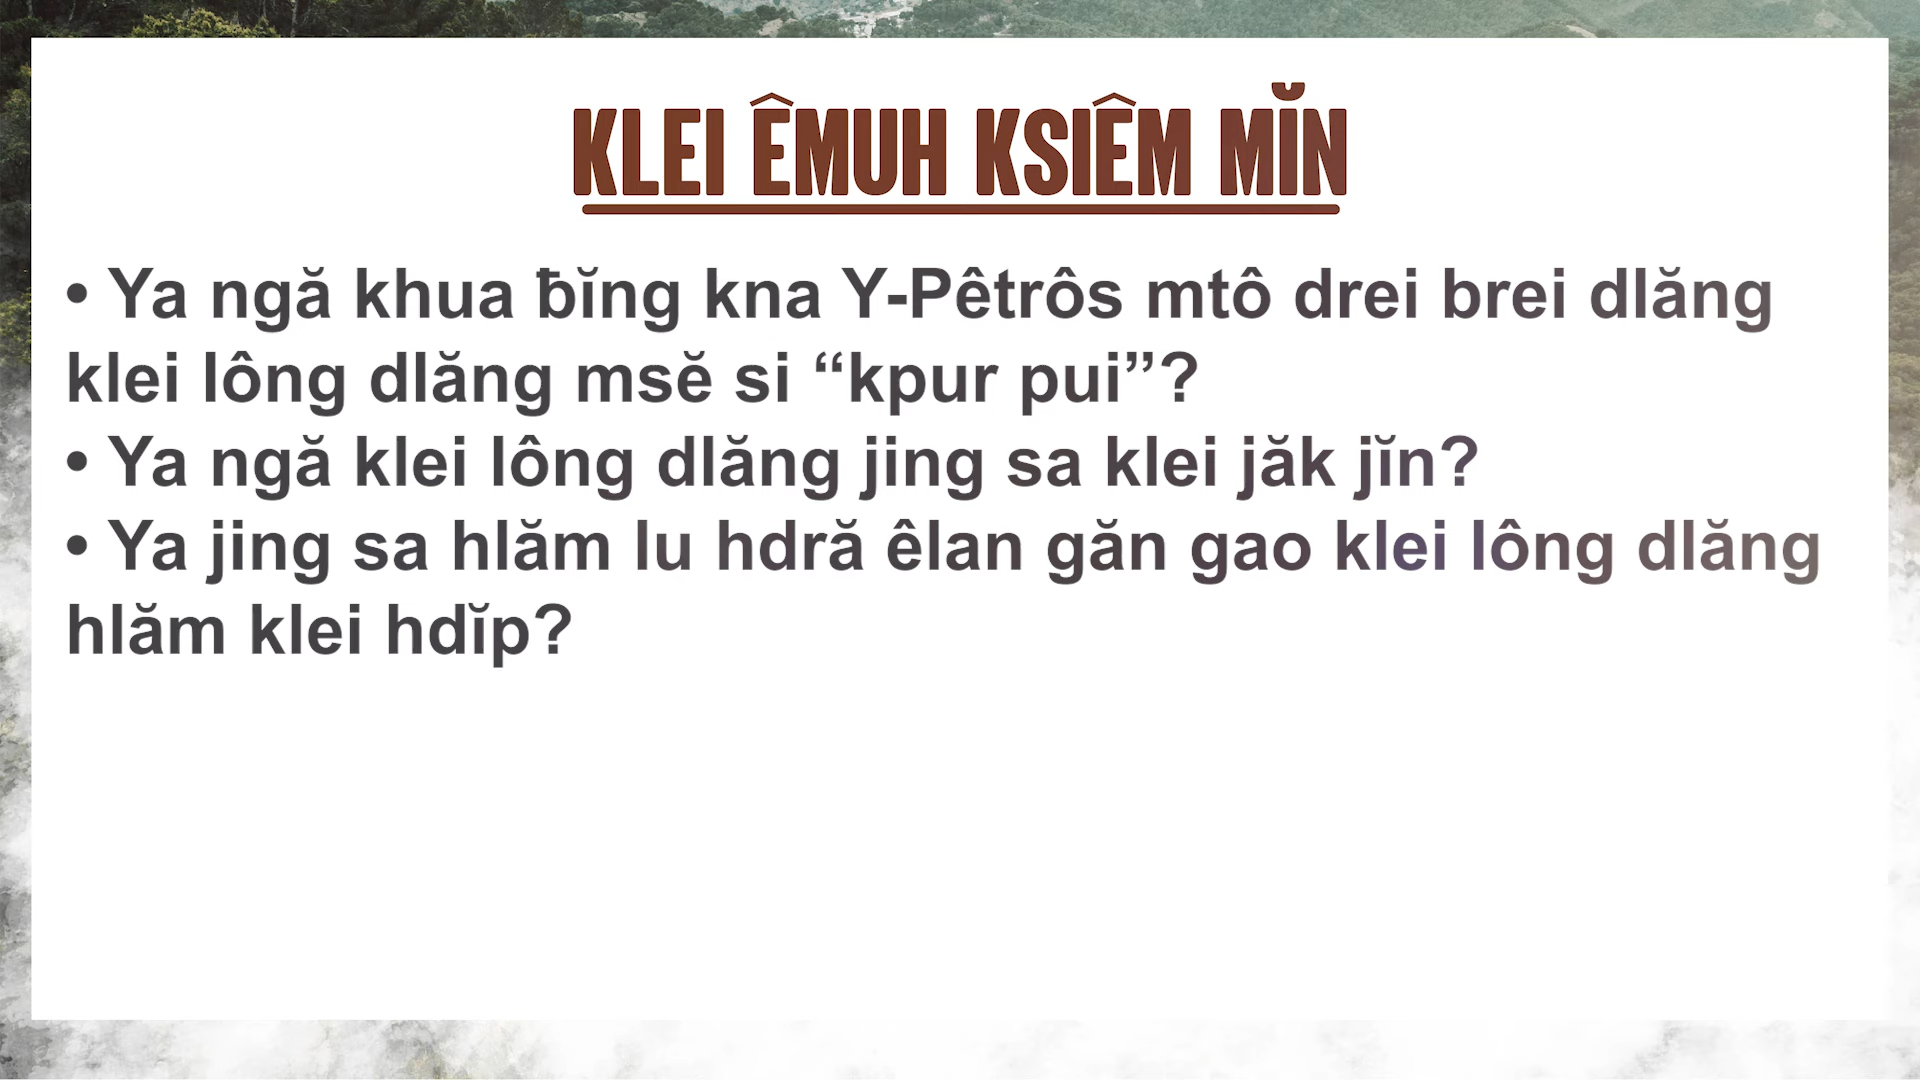 KLEI ÊMUH KSIÊM MĬN
• Ya ngă khua ƀĭng kna Y-Pêtrôs mtô drei brei dlăng
klei lông dlăng msĕ si “kpur pui”?
• Ya ngă klei lông dlăng jing sa klei jăk jĭn?
• Ya jing sa hlăm lu hdră êlan găn gao klei lông dlăng
hlăm klei hdĭp?